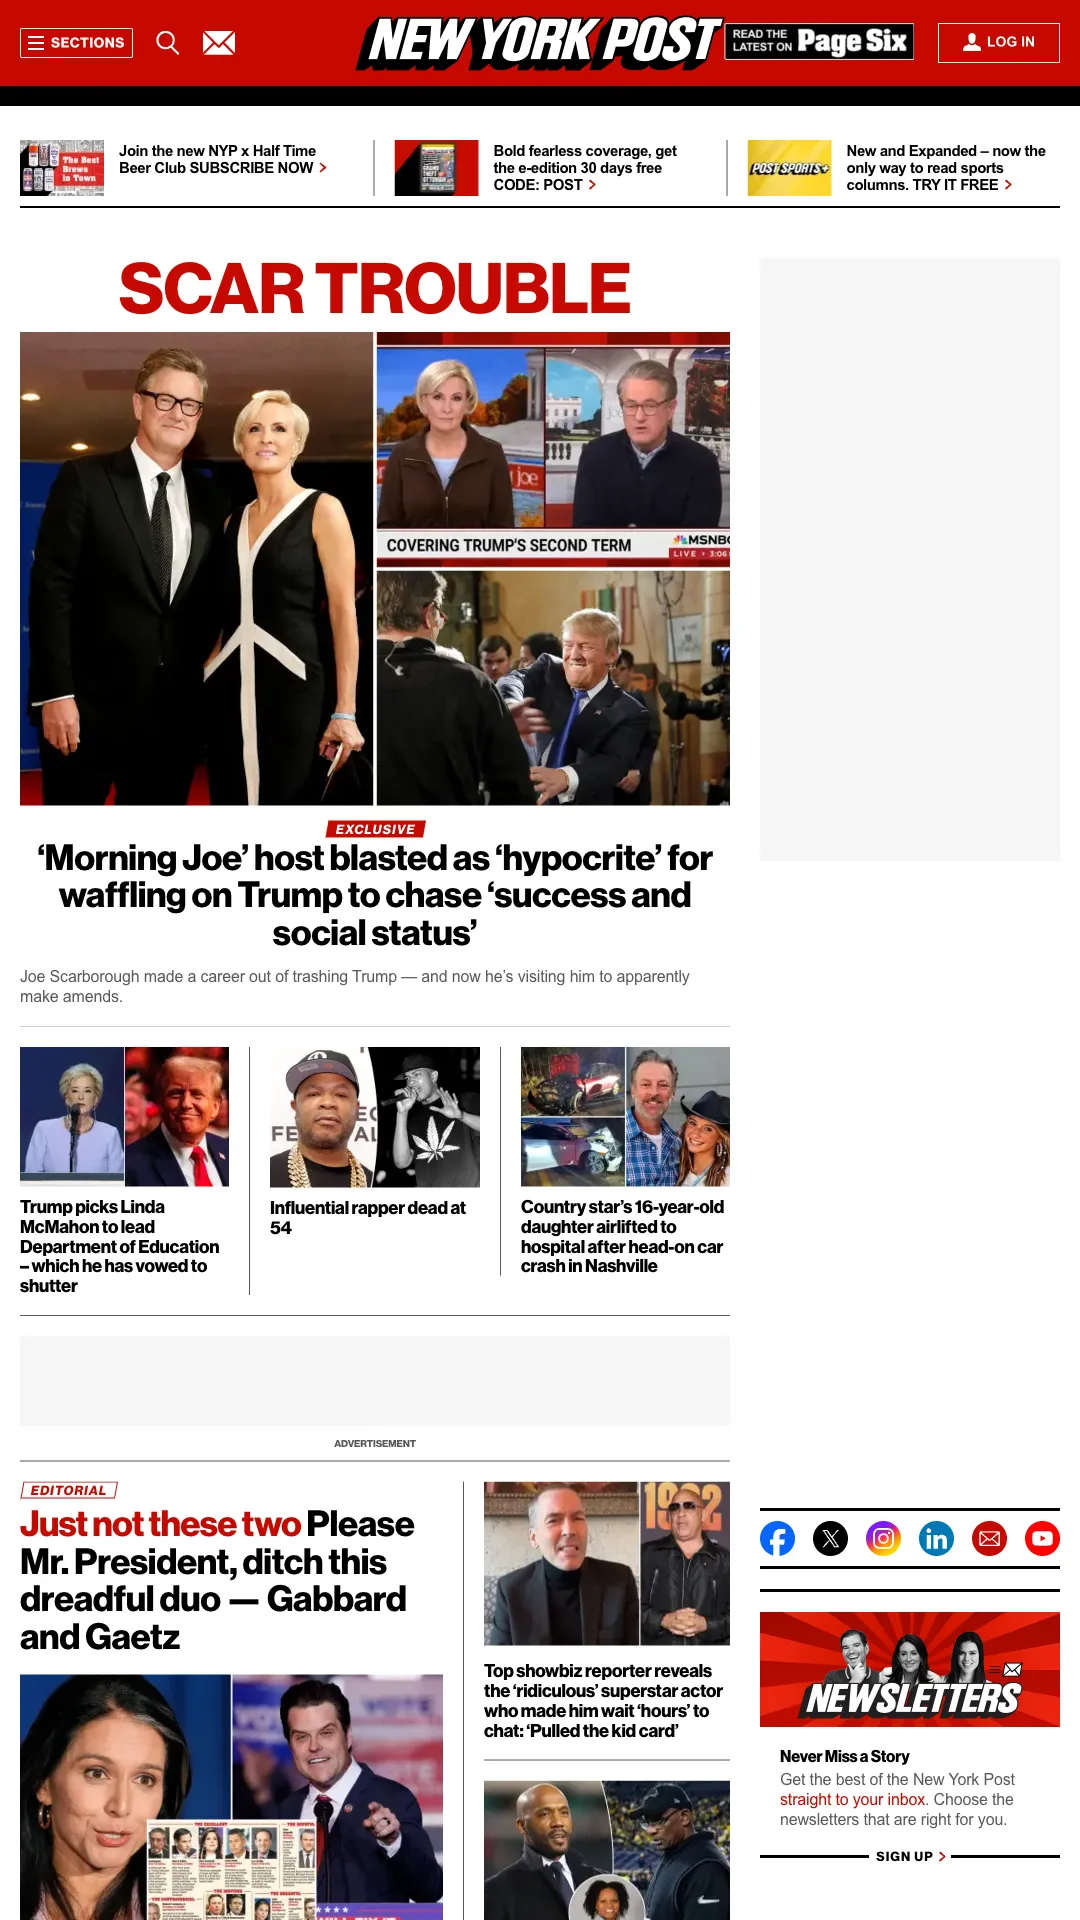 SECTIONS
NEW YORK POST
READ THE
LATEST ON
Page Six
LOG IN
The Best
Brews
in Town
Join the new NYP x Half Time
Beer Club SUBSCRIBE NOW
Bold fearless coverage, get
the e-edition 30 days free
CODE: POST
POST SPORTS+
New and Expanded – now the
only way to read sports
columns. TRY IT FREE
SCAR TROUBLE
joe
COVERING TRUMP'S SECOND TERM
MSNBC
LIVE 3:06
EXCLUSIVE
‘Morning Joe’ host blasted as ‘hypocrite’ for
waffling on Trump to chase ‘success and
social status’
Joe Scarborough made a career out of trashing Trump — and now he’s visiting him to apparently
make amends.
Trump picks Linda
McMahon to lead
Department of Education
– which he has vowed to
shutter
Influential rapper dead at
54
Country star’s 16-year-old
daughter airlifted to
hospital after head-on car
crash in Nashville
ADVERTISEMENT
EDITORIAL
Just not these two Please
Mr. President, ditch this
dreadful duo — Gabbard
and Gaetz
VOTE
1932
Top showbiz reporter reveals
the ‘ridiculous’ superstar actor
who made him wait ‘hours’ to
chat: ‘Pulled the kid card’
NEWSLETTERS
Never Miss a Story
Get the best of the New York Post
straight to your inbox. Choose the
newsletters that are right for you.
SIGN UP